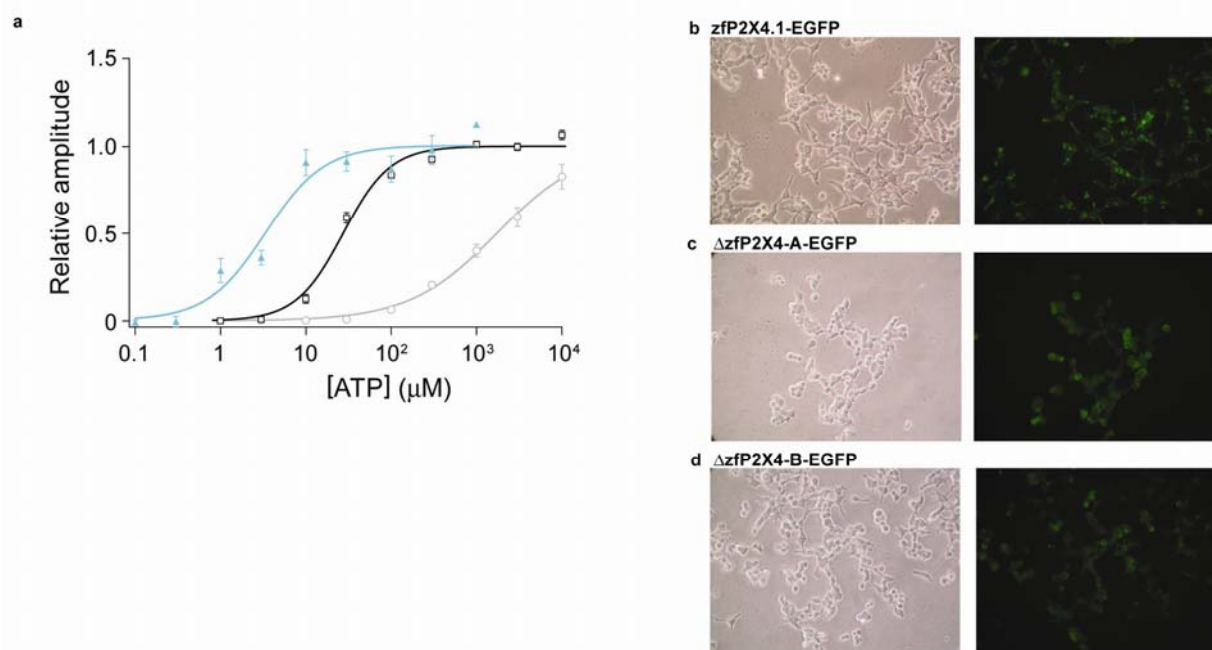 a
1.5
1.0
0.5
0
Relative amplitude
0.1 1 10 10² 10³ 10⁴
[ATP] (µM)
b zfP2X4.1-EGFP
c ΔzfP2X4-A-EGFP
d ΔzfP2X4-B-EGFP